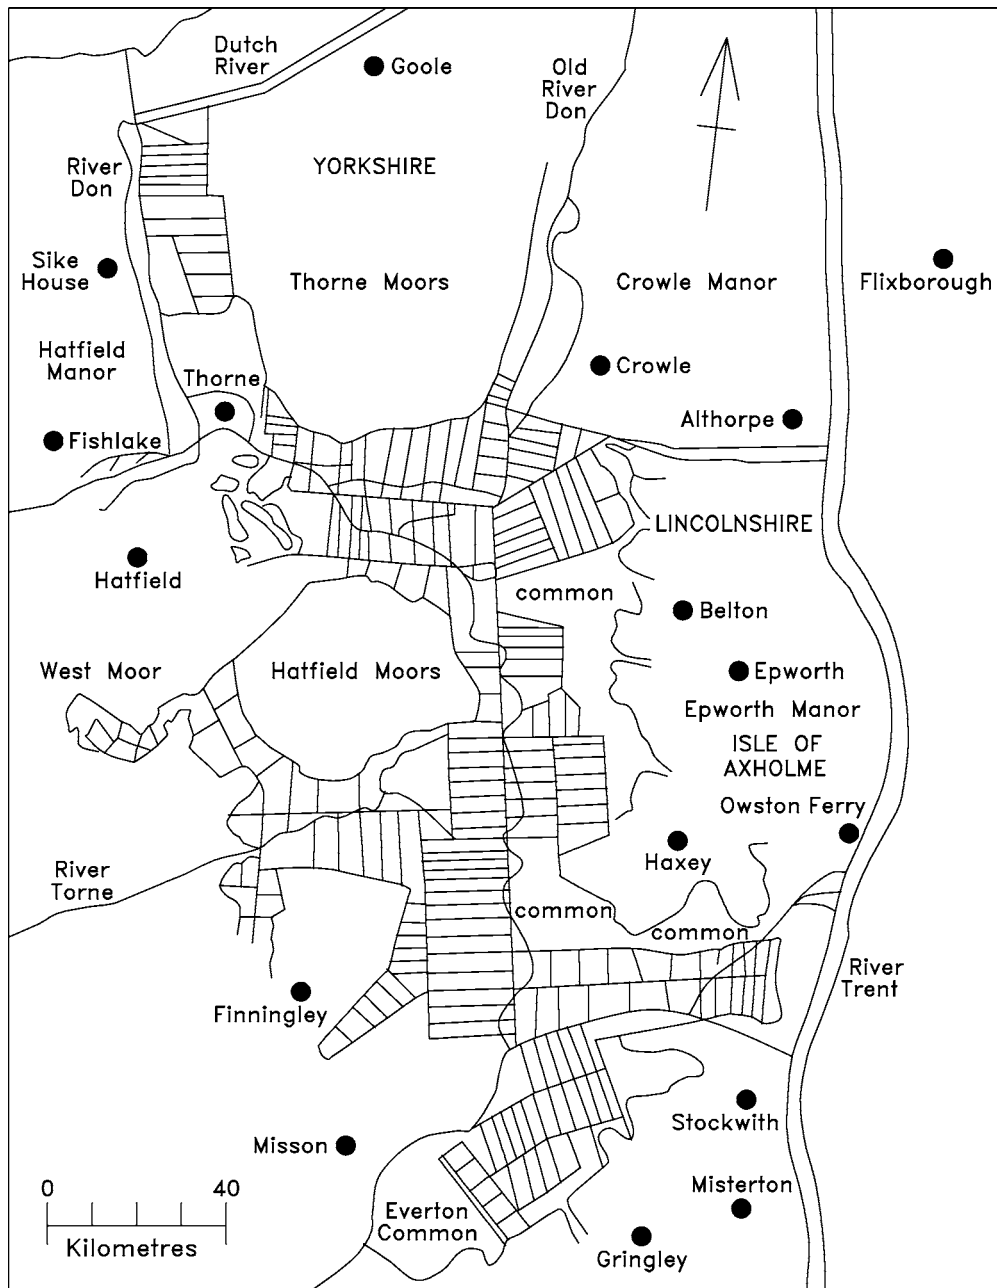 Dutch
River
Goole
Old
River
Don
YORKSHIRE
River
Don
Sike
House
Thorne Moors
Crowle Manor
Flixborough
Hatfield
Manor
Thorne
Crowle
Althorpe
Fishlake
LINCOLNSHIRE
Hatfield
common
Belton
West Moor
Hatfield Moors
Epworth
Epworth Manor
ISLE OF
AXHOLME
Owston Ferry
Haxey
River
Torne
common
common
River
Trent
Finningley
Stockwith
Misson
Misterton
0 40
Everton
Common
Kilometres
Gringley